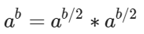 a^b = a^{b/2} * a^{b/2}